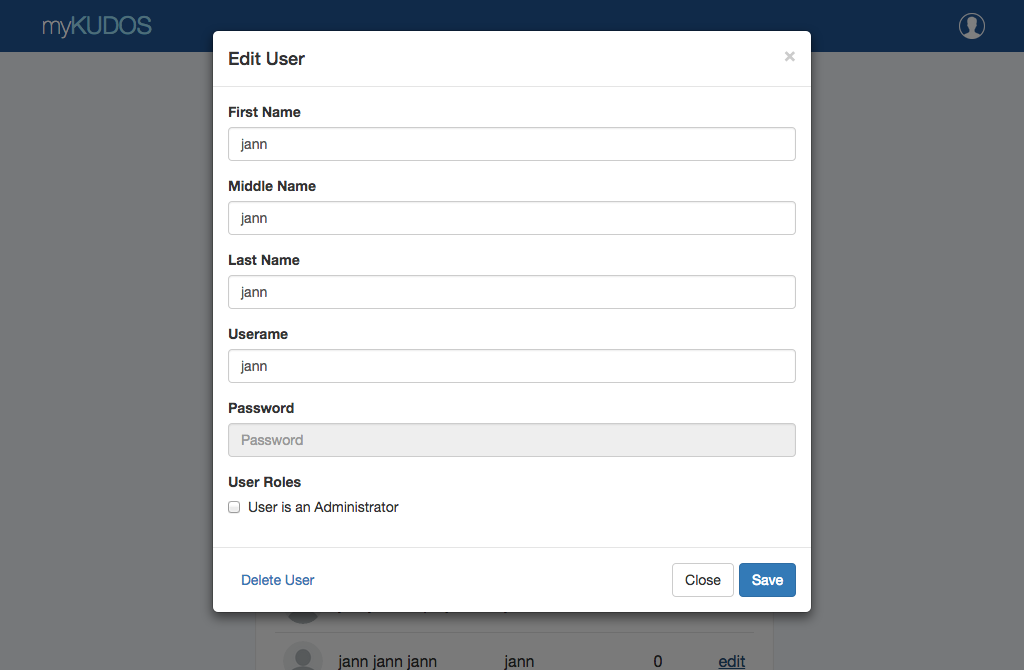 myKUDOS
Edit User
×
First Name
jann
Middle Name
jann
Last Name
jann
Userame
jann
Password
Password
User Roles
User is an Administrator
Delete User
Close
Save
jann jann jann jann 0 edit